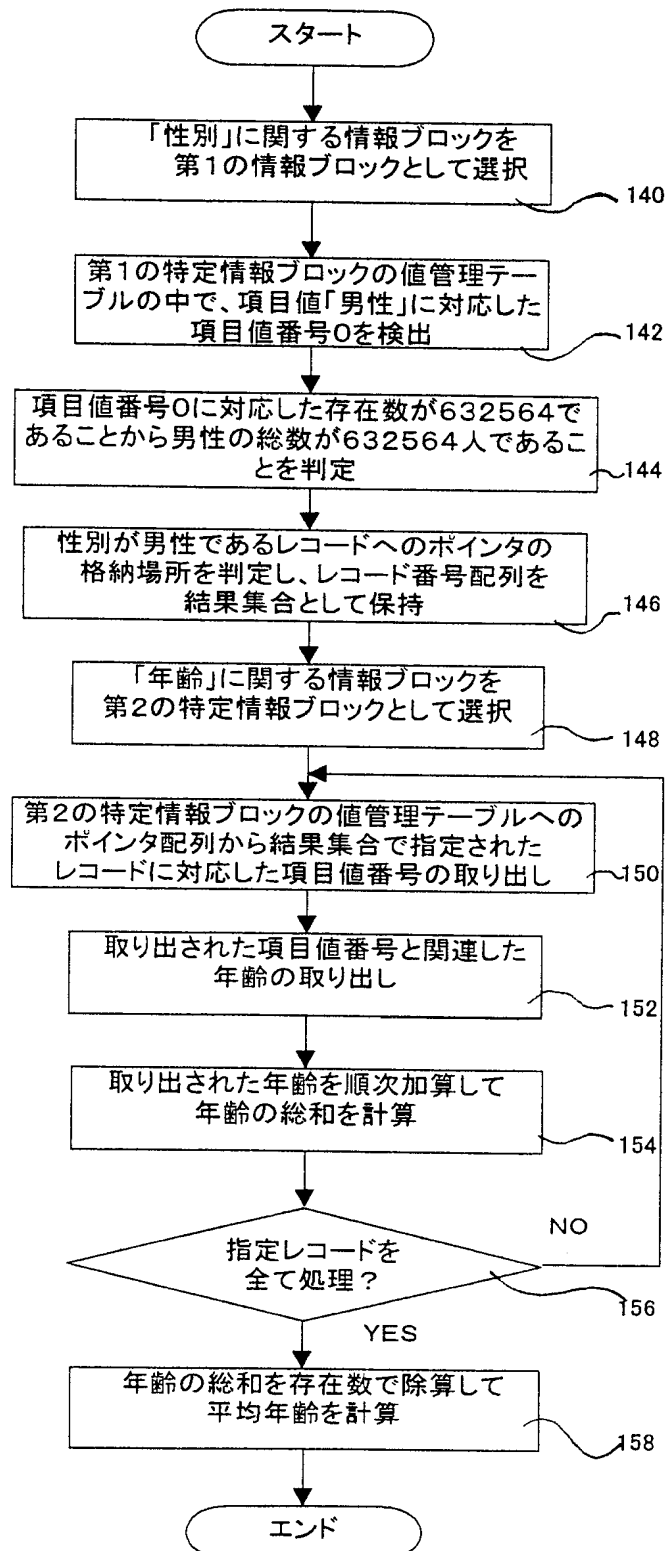 スタート
「性別」に関する情報ブロックを
第1の情報ブロックとして選択
140
第1の特定情報ブロックの値管理テー
ブルの中で、項目値「男性」に対応した
項目値番号0を検出
142
項目値番号0に対応した存在数が632564で
あることから男性の総数が632564人であるこ
とを判定
144
性別が男性であるレコードへのポインタの
格納場所を判定し、レコード番号配列を
結果集合として保持
146
「年齢」に関する情報ブロックを
第2の特定情報ブロックとして選択
148
第2の特定情報ブロックの値管理テーブルへの
ポインタ配列から結果集合で指定された
レコードに対応した項目値番号の取り出し
150
取り出された項目値番号と関連した
年齢の取り出し
152
取り出された年齢を順次加算して
年齢の総和を計算
154
指定レコードを
全て処理？
NO
156
YES
年齢の総和を存在数で除算して
平均年齢を計算
158
エンド